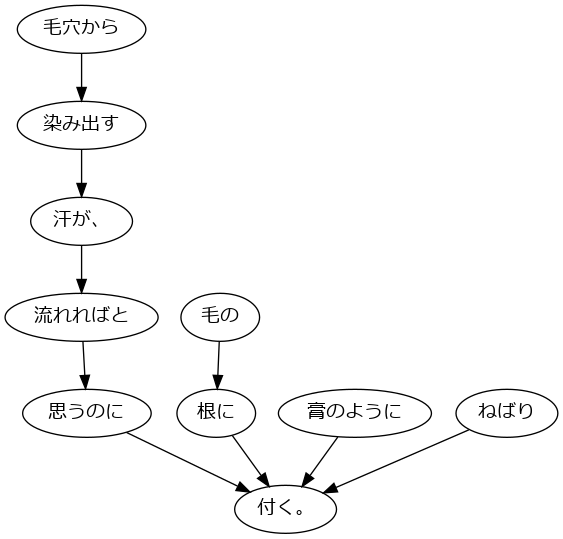 毛穴から
染み出す
汗が、
流れればと
毛の
思うのに
根に
膏のように
ねばり
付く。